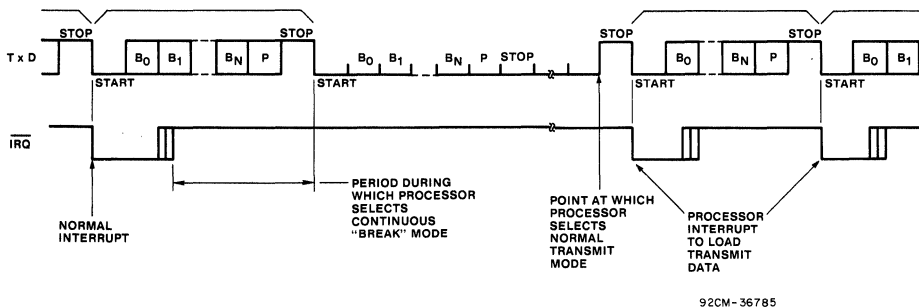 STOP STOP STOP STOP
T x D B0 B1 BN P B0 B1 BN P STOP B0 BN P B0 B1
START START START START
IRQ
NORMAL
INTERRUPT
PERIOD DURING
WHICH PROCESSOR
SELECTS
CONTINUOUS
"BREAK" MODE
POINT AT WHICH
PROCESSOR
SELECTS
NORMAL
TRANSMIT
MODE
PROCESSOR
INTERRUPT
TO LOAD
TRANSMIT
DATA
92CM-36785